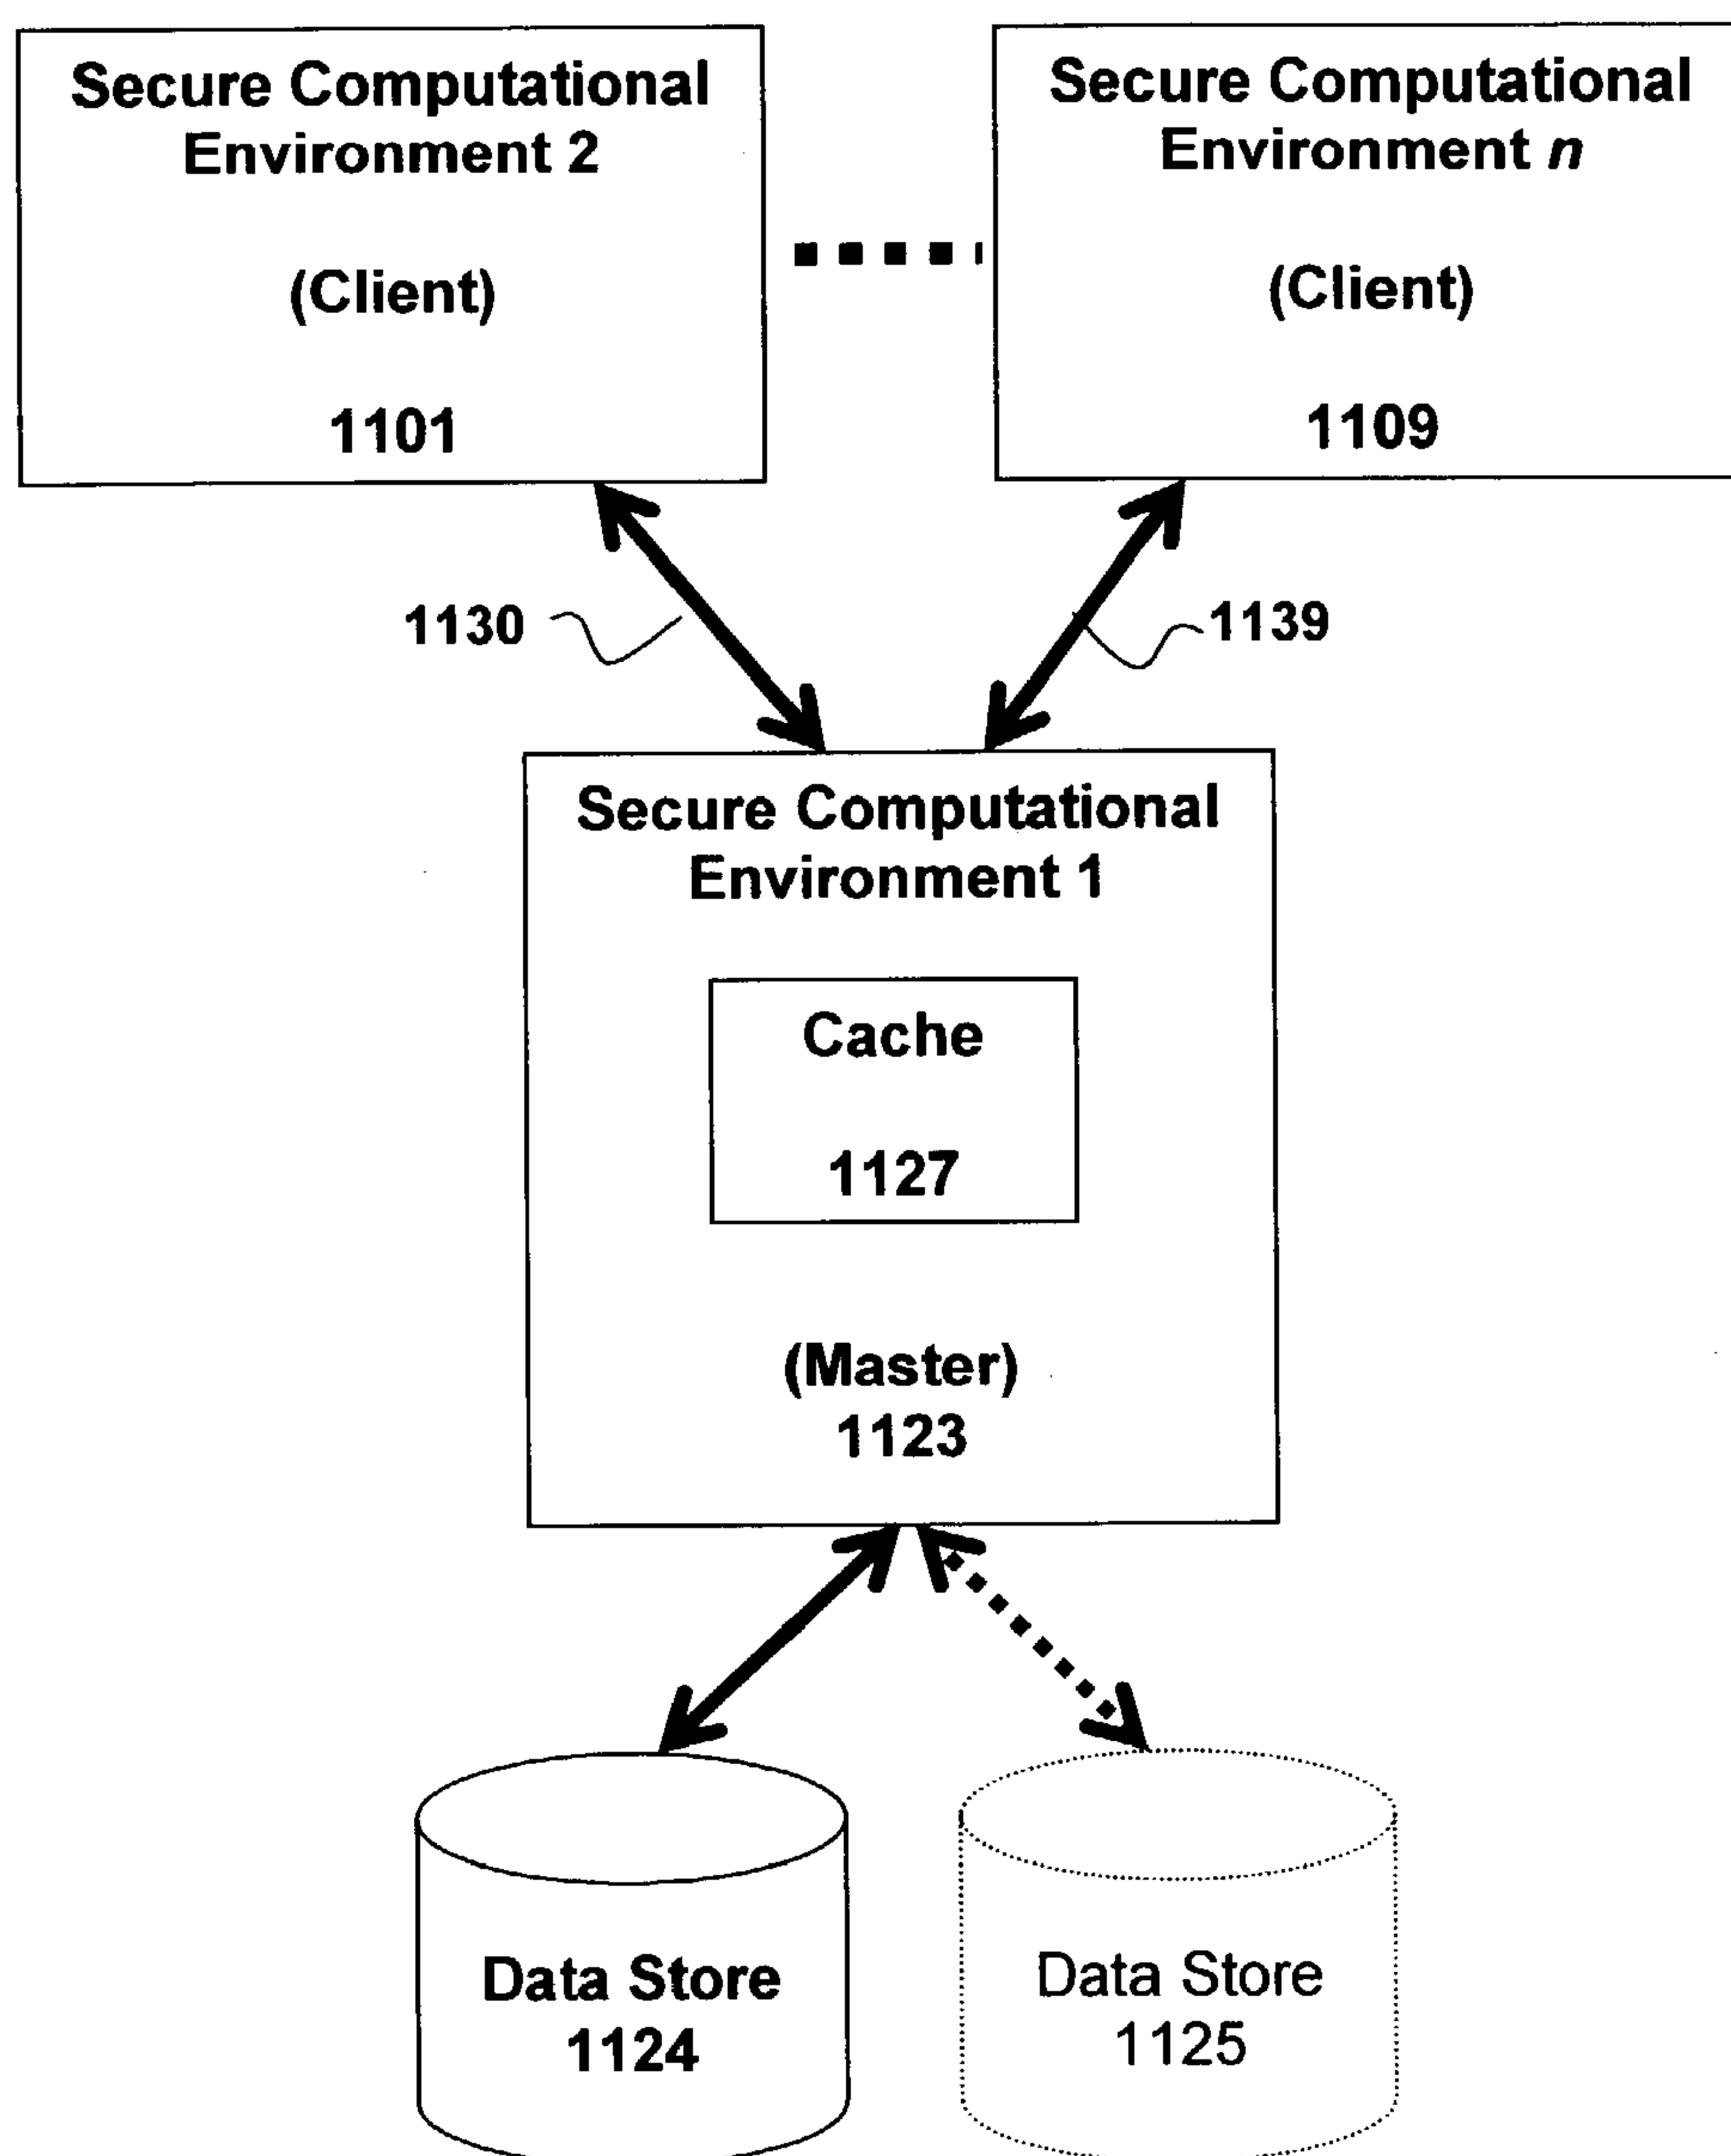 Secure Computational
Environment 2
(Client)
1101
Secure Computational
Environment n
(Client)
1109
1130
1139
Secure Computational
Environment 1
Cache
1127
(Master)
1123
Data Store
1124
Data Store
1125